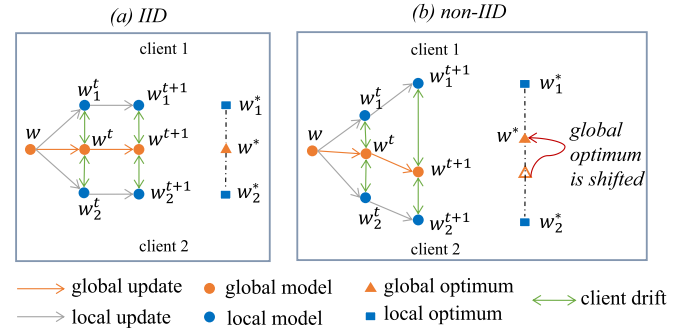 (a) IID
client 1
w_1^t
w_1^{t+1}
w_1^*
w
w^t
w^{t+1}
w^*
w_2^t
w_2^{t+1}
w_2^*
client 2
(b) non-IID
client 1
w_1^t
w_1^{t+1}
w_1^*
w
w^t
w^{t+1}
w^*
global
optimum
is shifted
w_2^t
w_2^{t+1}
w_2^*
client 2
global update
global model
global optimum
client drift
local update
local model
local optimum